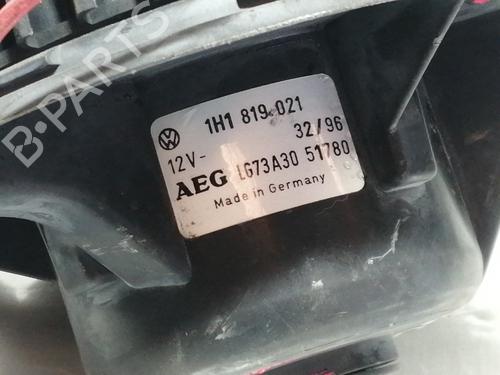 B-PARTS
1H1 819 021
12V- 32/96
AEG LG73A30 51780
Made in Germany